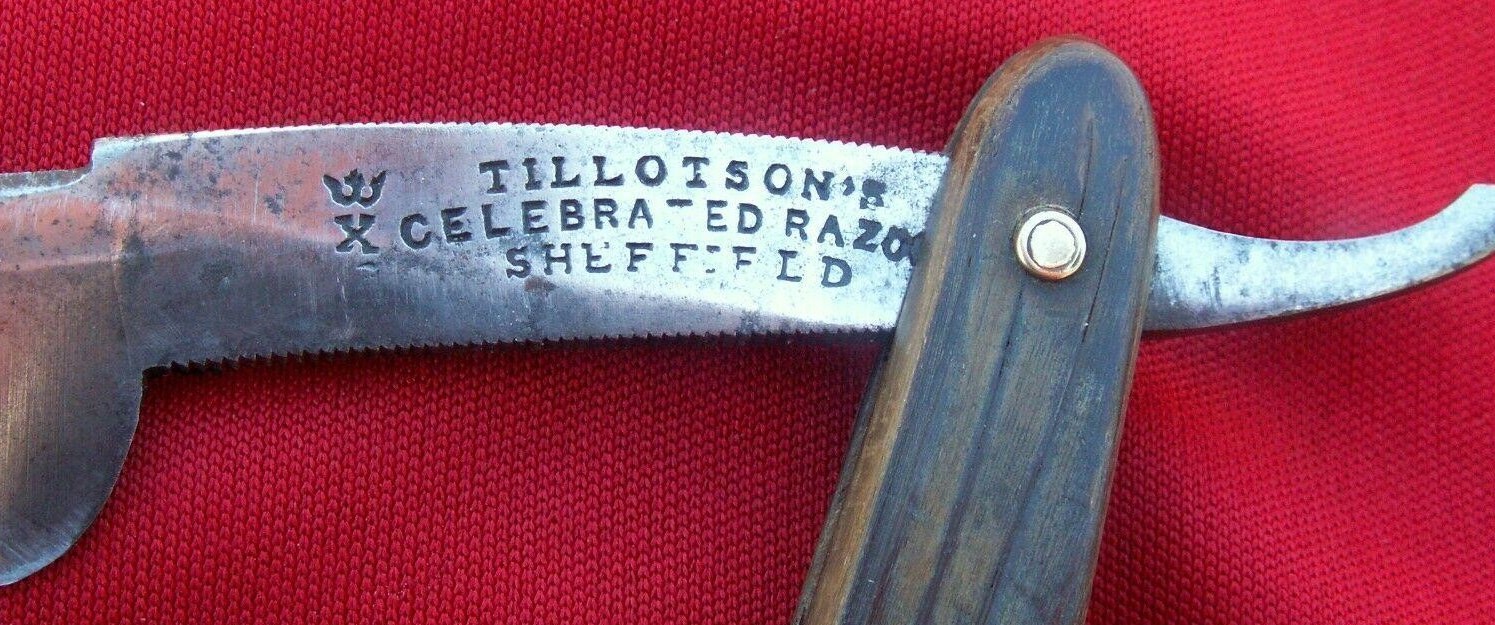 TILLOTSON'S
X CELEBRATED RAZO
SHEFFIELD